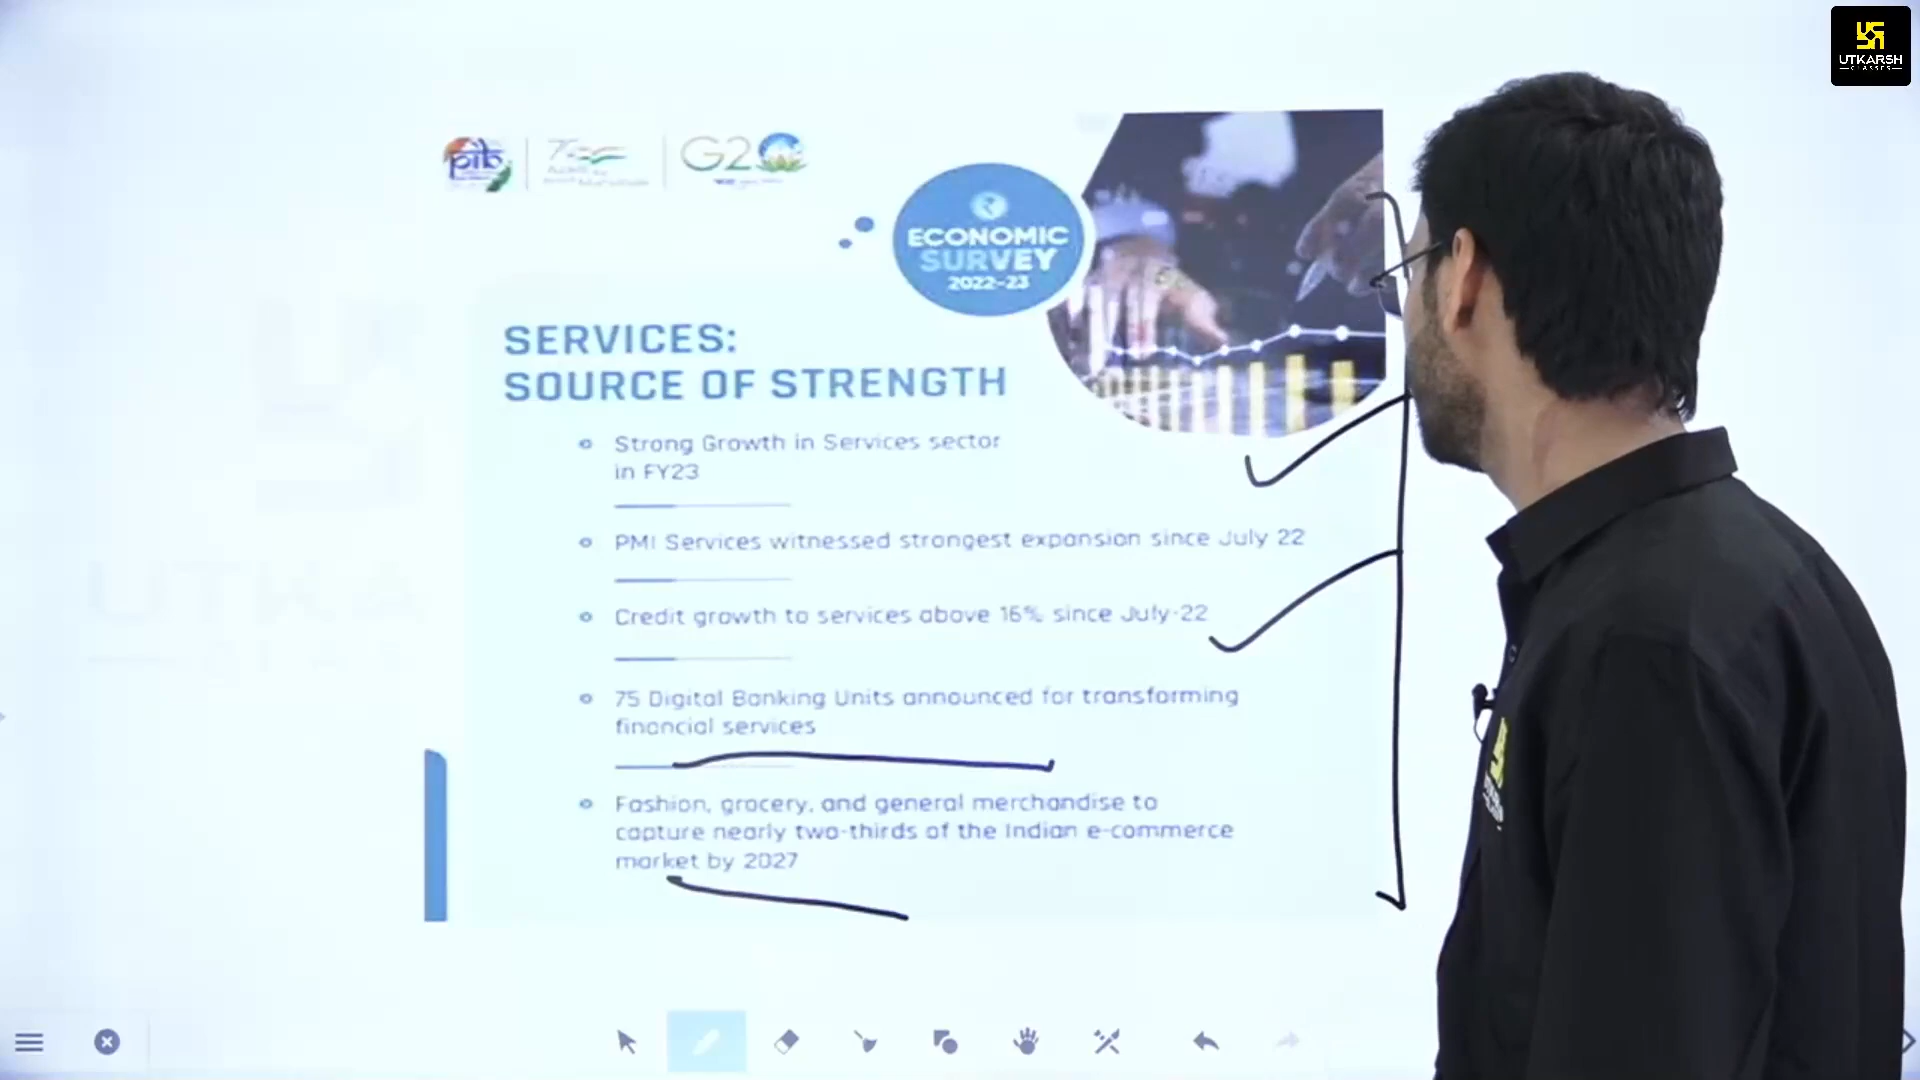 UTKARSH
CLASSES
pib
G20
ECONOMIC
SURVEY
2022-23
SERVICES:
SOURCE OF STRENGTH
Strong Growth in Services sector
in FY23
PMI Services witnessed strongest expansion since July 22
Credit growth to services above 16% since July-22
75 Digital Banking Units announced for transforming
financial services
Fashion, grocery, and general merchandise to
capture nearly two-thirds of the Indian e-commerce
market by 2027
UTKA